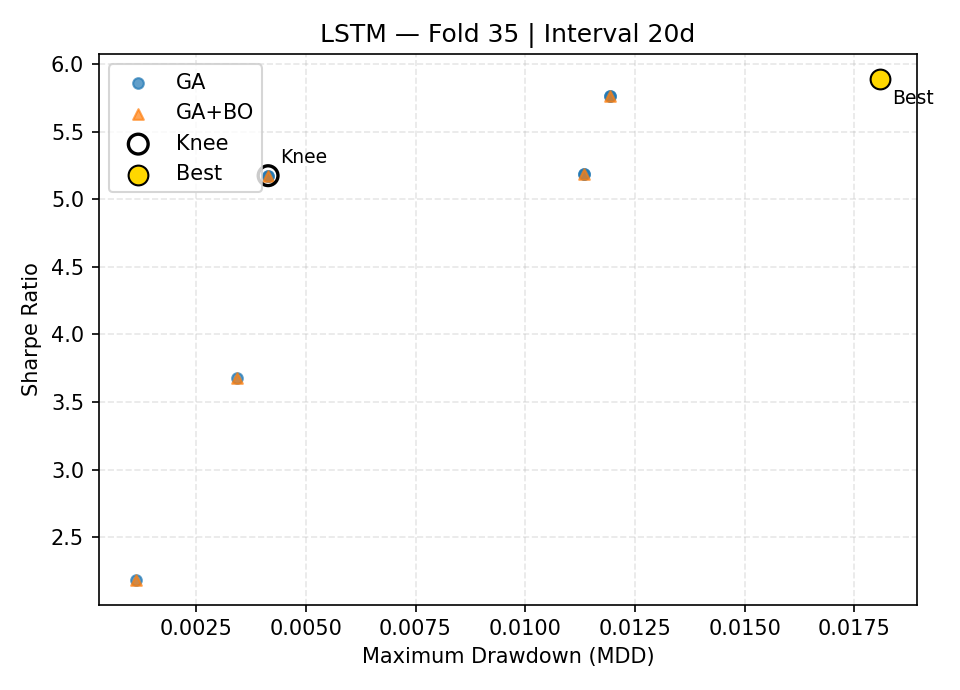 LSTM — Fold 35 | Interval 20d
6.0
5.5
5.0
4.5
4.0
3.5
3.0
2.5
Sharpe Ratio
GA
GA+BO
Knee
Best
Knee
Best
0.0025 0.0050 0.0075 0.0100 0.0125 0.0150 0.0175
Maximum Drawdown (MDD)